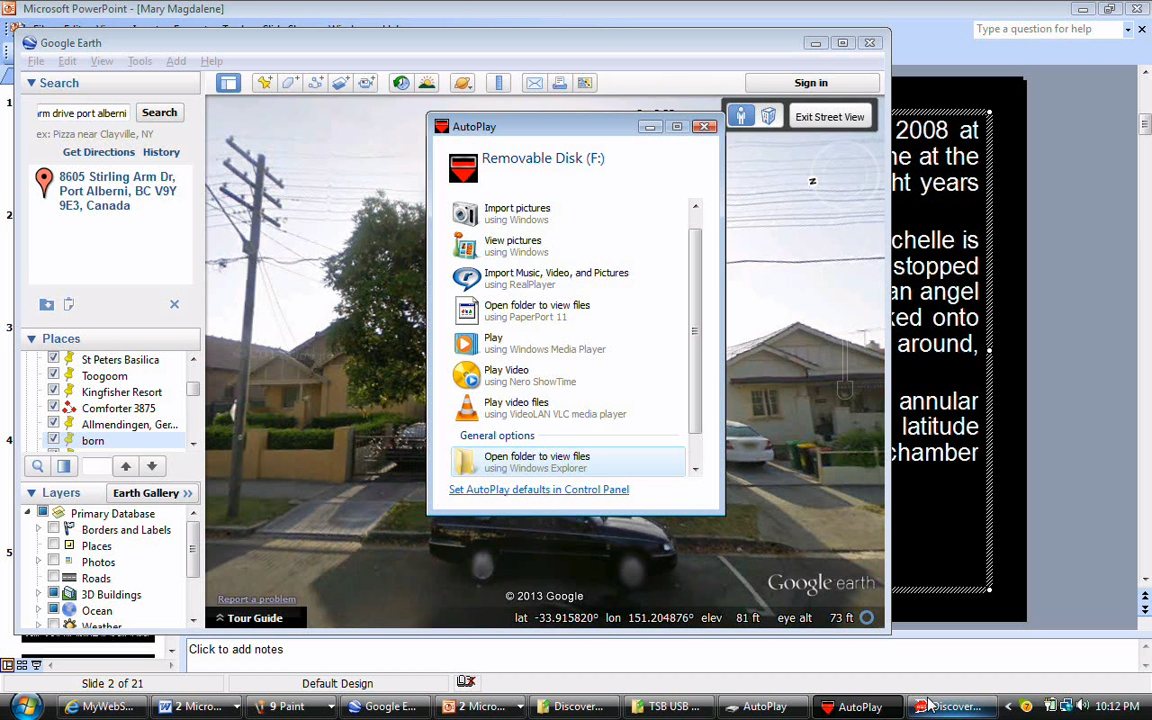 Microsoft PowerPoint - [Mary Magdalene]
Type a question for help
Google Earth
File Edit View Tools Add Help
Search
Sign in
rm drive port alberni
Search
ex: Pizza near Clayville, NY
Get Directions History
8605 Stirling Arm Dr,
Port Alberni, BC V9Y
9E3, Canada
Exit Street View
AutoPlay
Removable Disk (F:)
Import pictures
using Windows
View pictures
using Windows
Import Music, Video, and Pictures
using RealPlayer
Open folder to view files
using PaperPort 11
Play
using Windows Media Player
Play Video
using Nero ShowTime
Play video files
using VideoLAN VLC media player
General options
Open folder to view files
using Windows Explorer
Set AutoPlay defaults in Control Panel
Places
St Peters Basilica
Toogoom
Kingfisher Resort
Comforter 3875
Allmendingen, Ger...
born
Layers
Earth Gallery >>
Primary Database
Borders and Labels
Places
Photos
Roads
3D Buildings
Ocean
Weather
2008 at
ne at the
ht years
chelle is
stopped
an angel
ked onto
around,
annular
latitude
chamber
N
Report a problem
© 2013 Google
Google earth
Tour Guide
lat -33.915820° lon 151.204876° elev 81 ft eye alt 73 ft
1
2
3
4
5
Click to add notes
Slide 2 of 21
Default Design
MyWebS...
2 Micro...
9 Paint
Google E...
2 Micro...
Discover...
TSB USB ...
AutoPlay
AutoPlay
Discover...
10:12 PM